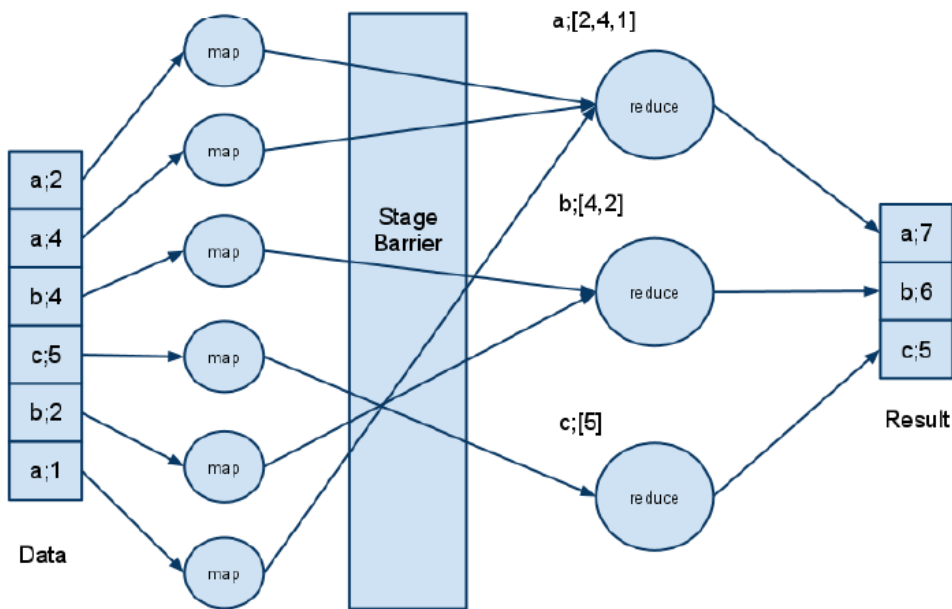 a;2
a;4
b;4
c;5
b;2
a;1
Data
map
map
map
map
map
map
Stage
Barrier
a;[2,4,1]
reduce
b;[4,2]
reduce
c;[5]
reduce
a;7
b;6
c;5
Result